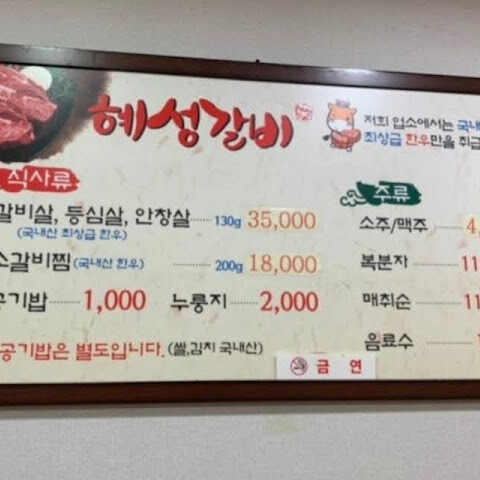 혜성갈비
저희 업소에서는 국내
최상급 한우만을 취급
직사류
갈비살, 등심살, 안창살 130g 35,000
(국내산 최상급 한우)
소갈비찜 (국내산 한우) 200g 18,000
공기밥 1,000 누룽지 2,000
공기밥은 별도입니다. (쌀,김치 국내산)
주류
소주/맥주 4,
복분자 11
매취순 11
음료수
금연